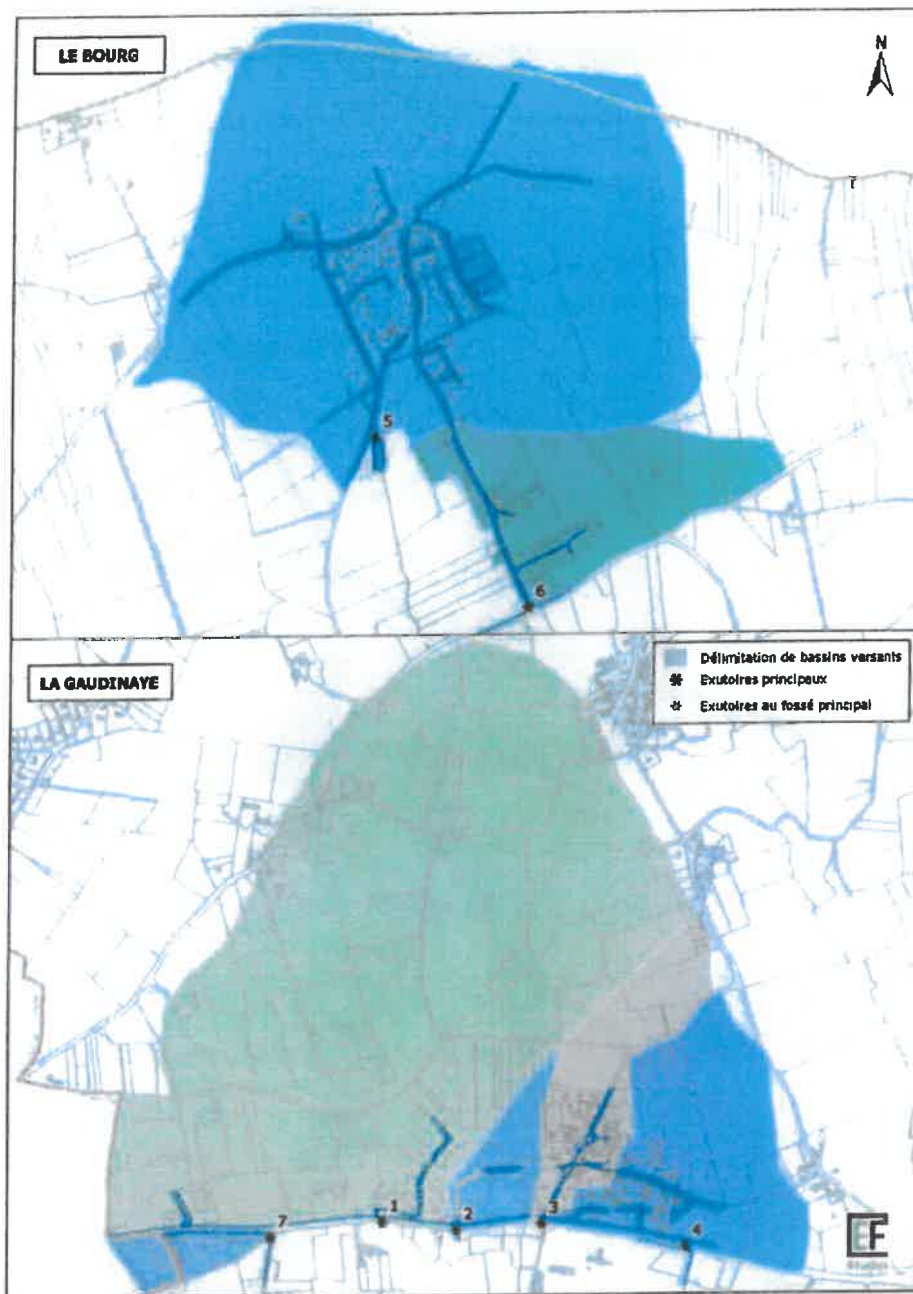 LE BOURG
N
5
6
LA GAUDINAYE
Délimitation de bassins versants
Exutoires principaux
Exutoires au fossé principal
1
2
3
4
7
EF
Etudes